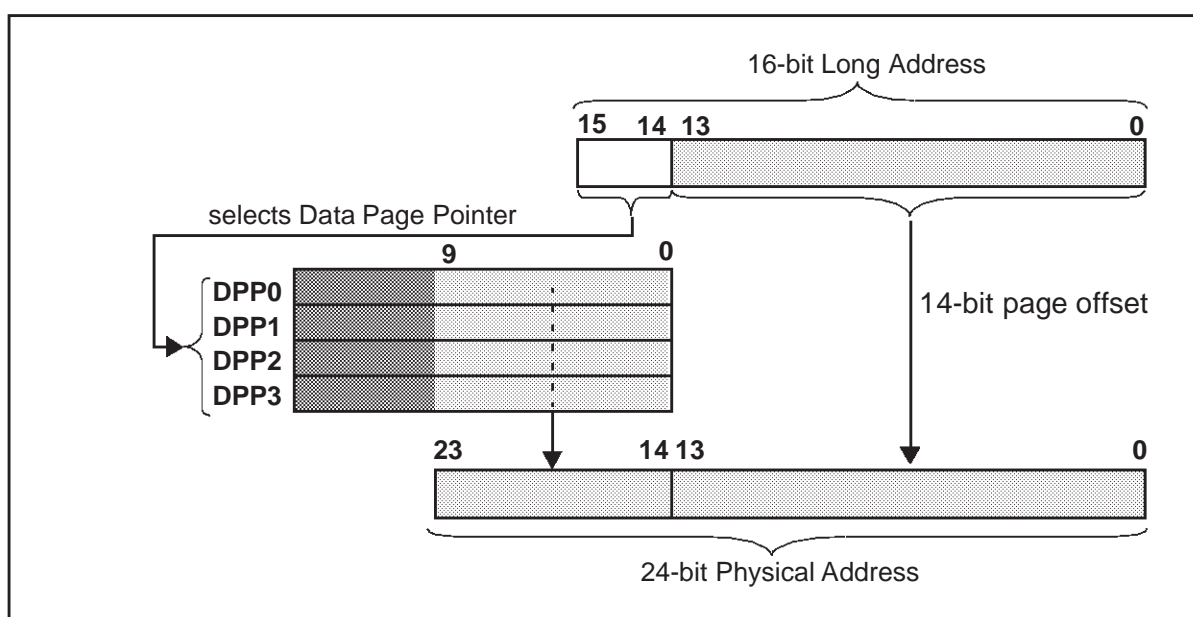 16-bit Long Address
15 14 13 0
selects Data Page Pointer
9 0
DPP0
DPP1
DPP2
DPP3
14-bit page offset
23 14 13 0
24-bit Physical Address